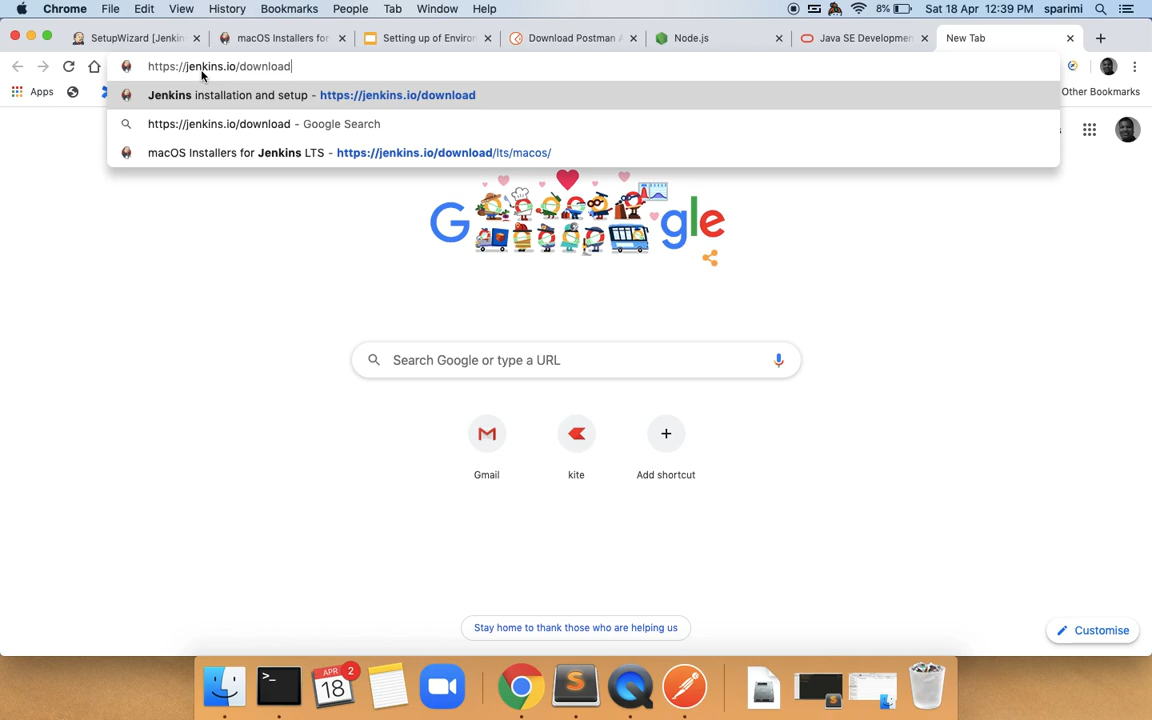 Chrome File Edit View History Bookmarks People Tab Window Help 8% Sat 18 Apr 12:39 PM sparimi
SetupWizard [Jenkin macOS Installers for Setting up of Environ Download Postman A Node.js Java SE Developmen New Tab
https://jenkins.io/download
Apps Other Bookmarks
Jenkins installation and setup - https://jenkins.io/download
https://jenkins.io/download - Google Search
macOS Installers for Jenkins LTS - https://jenkins.io/download/lts/macos/
G gle
Search Google or type a URL
Gmail kite Add shortcut
Stay home to thank those who are helping us
Customise
APR 2
18